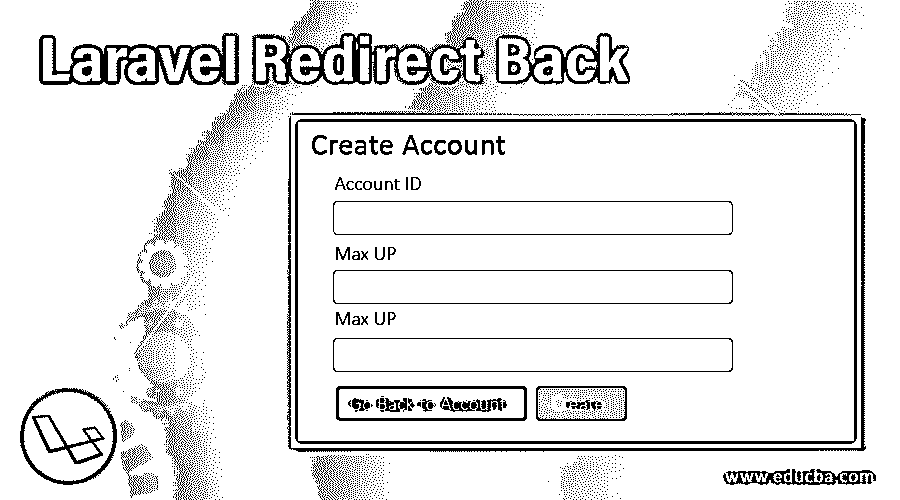 Laravel Redirect Back
Create Account
Account ID
Max UP
Max UP
Go Back to Account
Create
www.educba.com